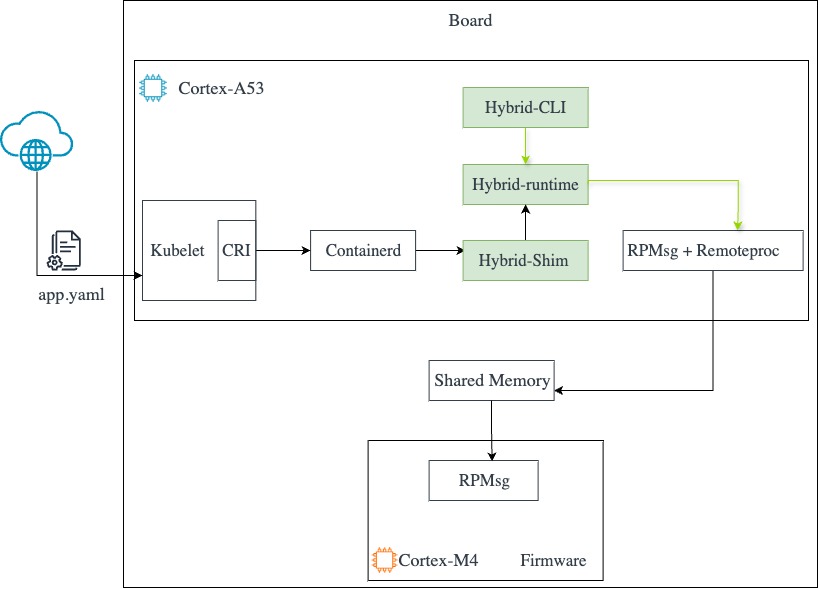 Board
Cortex-A53
Hybrid-CLI
Hybrid-runtime
Kubelet
CRI
Containerd
Hybrid-Shim
RPMsg + Remoteproc
app.yaml
Shared Memory
RPMsg
Cortex-M4
Firmware